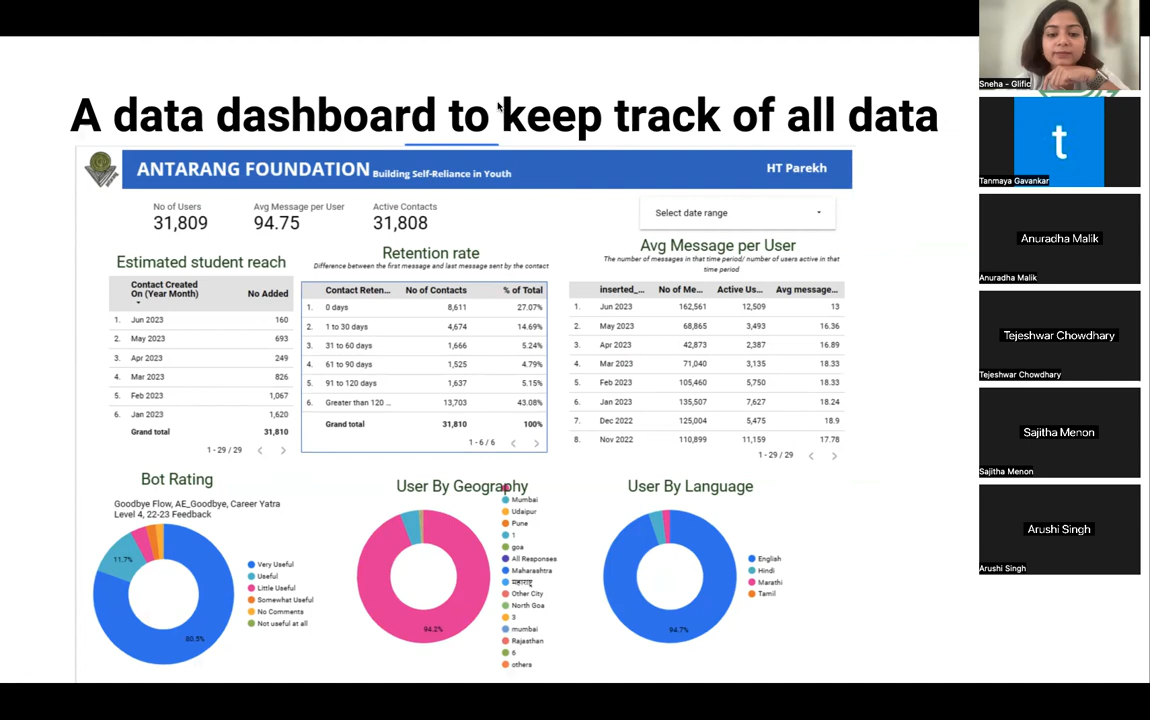 A data dashboard to keep track of all data
ANTARANG FOUNDATION Building Self-Reliance in Youth
HT Parekh
No of Users
31,809
Avg Message per User
94.75
Active Contacts
31,808
Select date range
Estimated student reach
Contact Created On (Year Month) No Added
1. Jun 2023 160
2. May 2023 693
3. Apr 2023 249
4. Mar 2023 826
5. Feb 2023 1,067
6. Jan 2023 1,620
Grand total 31,810
1 - 29 / 29
Retention rate
Difference between the first message and last message sent by the contact
Contact Reten... No of Contacts % of Total
1. 0 days 8,611 27.07%
2. 1 to 30 days 4,674 14.69%
3. 31 to 60 days 1,666 5.24%
4. 61 to 90 days 1,525 4.79%
5. 91 to 120 days 1,637 5.15%
6. Greater than 120 ... 13,703 43.08%
Grand total 31,810 100%
1 - 6 / 6
Avg Message per User
The number of messages in that time period/ number of users active in that
time period
inserted_... No of Me... Active Us... Avg message...
1. Jun 2023 162,561 12,509 13
2. May 2023 68,865 3,493 16.36
3. Apr 2023 42,873 2,387 16.89
4. Mar 2023 71,040 3,135 18.33
5. Feb 2023 105,460 5,750 18.33
6. Jan 2023 135,507 7,627 18.24
7. Dec 2022 125,004 5,475 18.9
8. Nov 2022 110,899 11,159 17.78
1 - 29 / 29
Bot Rating
Goodbye Flow, AE_Goodbye, Career Yatra
Level 4, 22-23 Feedback
11.7%
80.5%
Very Useful
Useful
Little Useful
Somewhat Useful
No Comments
Not useful at all
User By Geography
94.2%
Mumbai
Udaipur
Pune
1
goa
All Responses
Maharashtra
महाराष्ट्र
Other City
North Goa
3
mumbai
Rajasthan
6
others
User By Language
94.7%
English
Hindi
Marathi
Tamil
Sneha - Glific
t
Tanmaya Gavankar
Anuradha Malik
Anuradha Malik
Tejeshwar Chowdhary
Tejeshwar Chowdhary
Sajitha Menon
Sajitha Menon
Arushi Singh
Arushi Singh